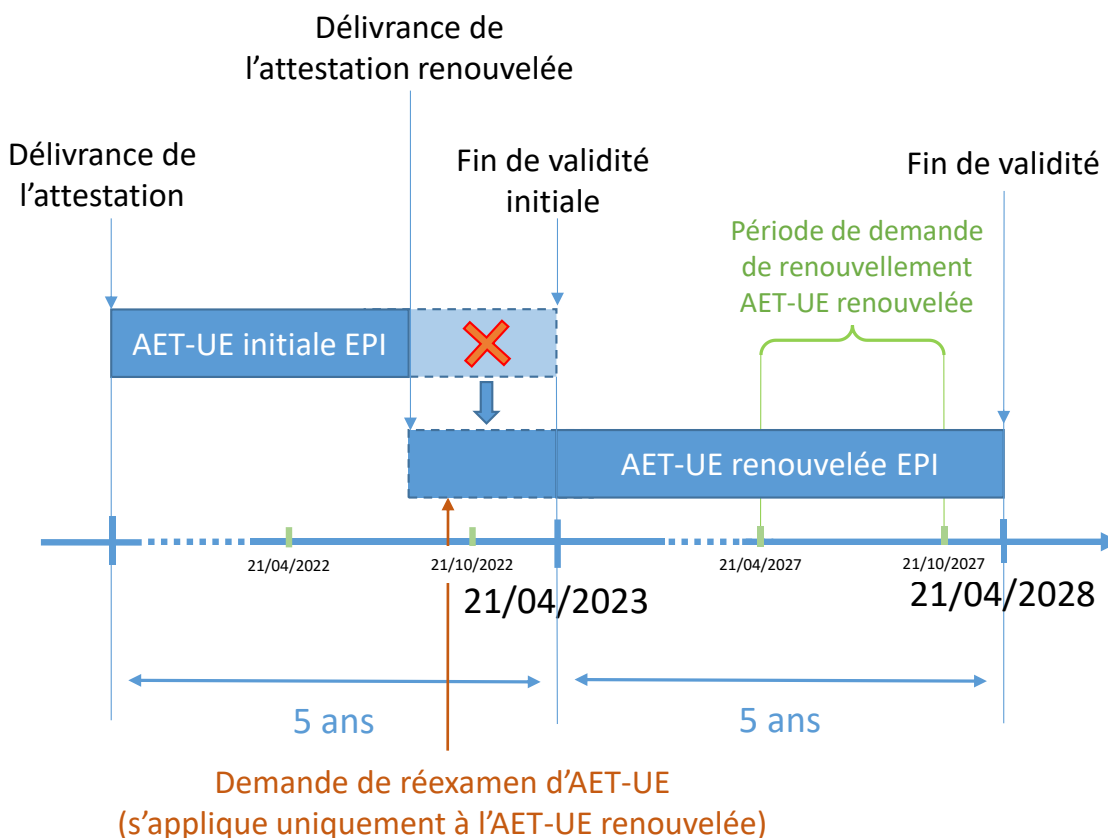 Délivrance de
l’attestation renouvelée
Délivrance de
l’attestation
Fin de validité
initiale
Fin de validité
Période de demande
de renouvellement
AET-UE renouvelée
AET-UE initiale EPI
AET-UE renouvelée EPI
21/04/2022
21/10/2022
21/04/2023
21/04/2027
21/10/2027
21/04/2028
5 ans
5 ans
Demande de réexamen d’AET-UE
(s’applique uniquement à l’AET-UE renouvelée)